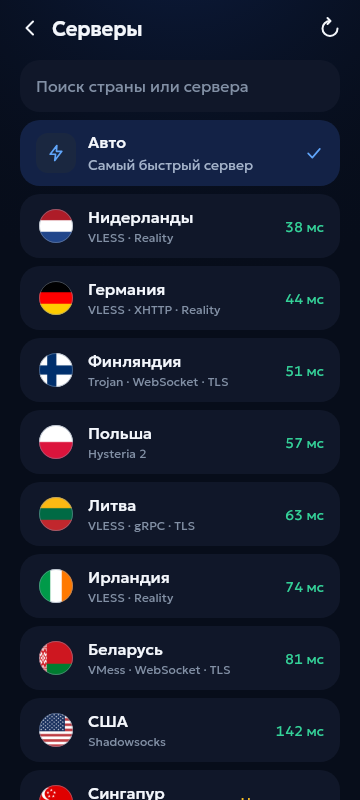 Серверы
Поиск страны или сервера
Авто
Самый быстрый сервер
Нидерланды
VLESS · Reality
38 мс
Германия
VLESS · XHTTP · Reality
44 мс
Финляндия
Trojan · WebSocket · TLS
51 мс
Польша
Hysteria 2
57 мс
Литва
VLESS · gRPC · TLS
63 мс
Ирландия
VLESS · Reality
74 мс
Беларусь
VMess · WebSocket · TLS
81 мс
США
Shadowsocks
142 мс
Сингапур